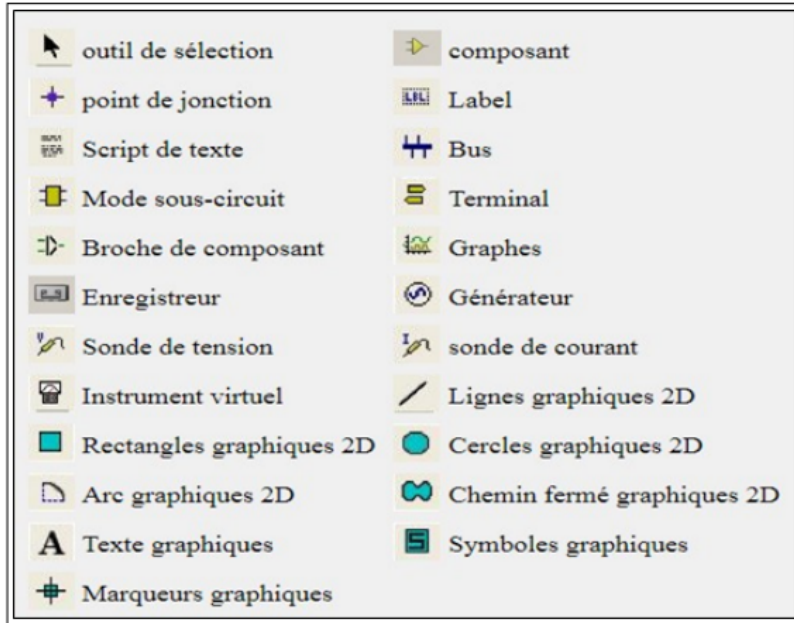 outil de sélection
composant
point de jonction
LBL Label
Script de texte
Bus
Mode sous-circuit
Terminal
Broche de composant
Graphes
Enregistreur
Générateur
V Sonde de tension
I sonde de courant
Instrument virtuel
Lignes graphiques 2D
Rectangles graphiques 2D
Cercles graphiques 2D
Arc graphiques 2D
Chemin fermé graphiques 2D
A Texte graphiques
S Symboles graphiques
Marqueurs graphiques